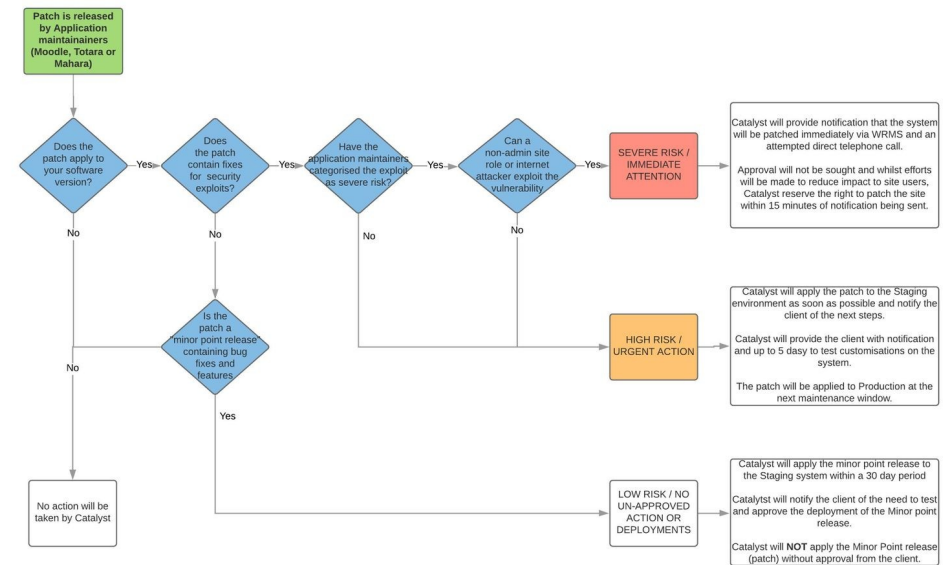 Patch is released
by Application
maintainainers
(Moodle, Totara or
Mahara)
Does the
patch apply to
your software
version?
Yes
Does
the patch
contain fixes
for security
exploits?
Yes
Have the
application maintainers
categorised the exploit
as severe risk?
Yes
Can a
non-admin site
role or internet
attacker exploit the
vulnerability
Yes
SEVERE RISK /
IMMEDIATE
ATTENTION
Catalyst will provide notification that the system
will be patched immediately via WRMS and an
attempted direct telephone call.
Approval will not be sought and whilst efforts
will be made to reduce impact to site users,
Catalyst reserve the right to patch the site
within 15 minutes of notification being sent.
No
No
No
No
Is the
patch a
"minor point release"
containing bug
fixes and
features
No
Yes
HIGH RISK /
URGENT ACTION
Catalyst will apply the patch to the Staging
environment as soon as possible and notify the
client of the next steps.
Catalyst will provide the client with notification
and up to 5 dasy to test customisations on the
system.
The patch will be applied to Production at the
next maintenance window.
No action will be
taken by Catalyst
LOW RISK / NO
UN-APPROVED
ACTION OR
DEPLOYMENTS
Catalyst will apply the minor point release to
the Staging system within a 30 day period
Catalytst will notify the client of the need to test
and approve the deployment of the Minor point
release.
Catalyst will NOT apply the Minor Point release
(patch) without approval from the client.